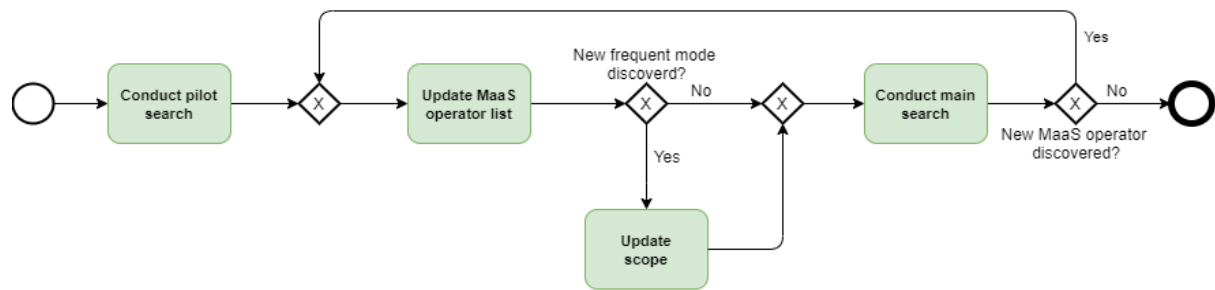 Conduct pilot
search
X
Update MaaS
operator list
New frequent mode
discoverd?
X
No
Yes
Update
scope
X
Conduct main
search
X
Yes
No
New MaaS operator
discovered?